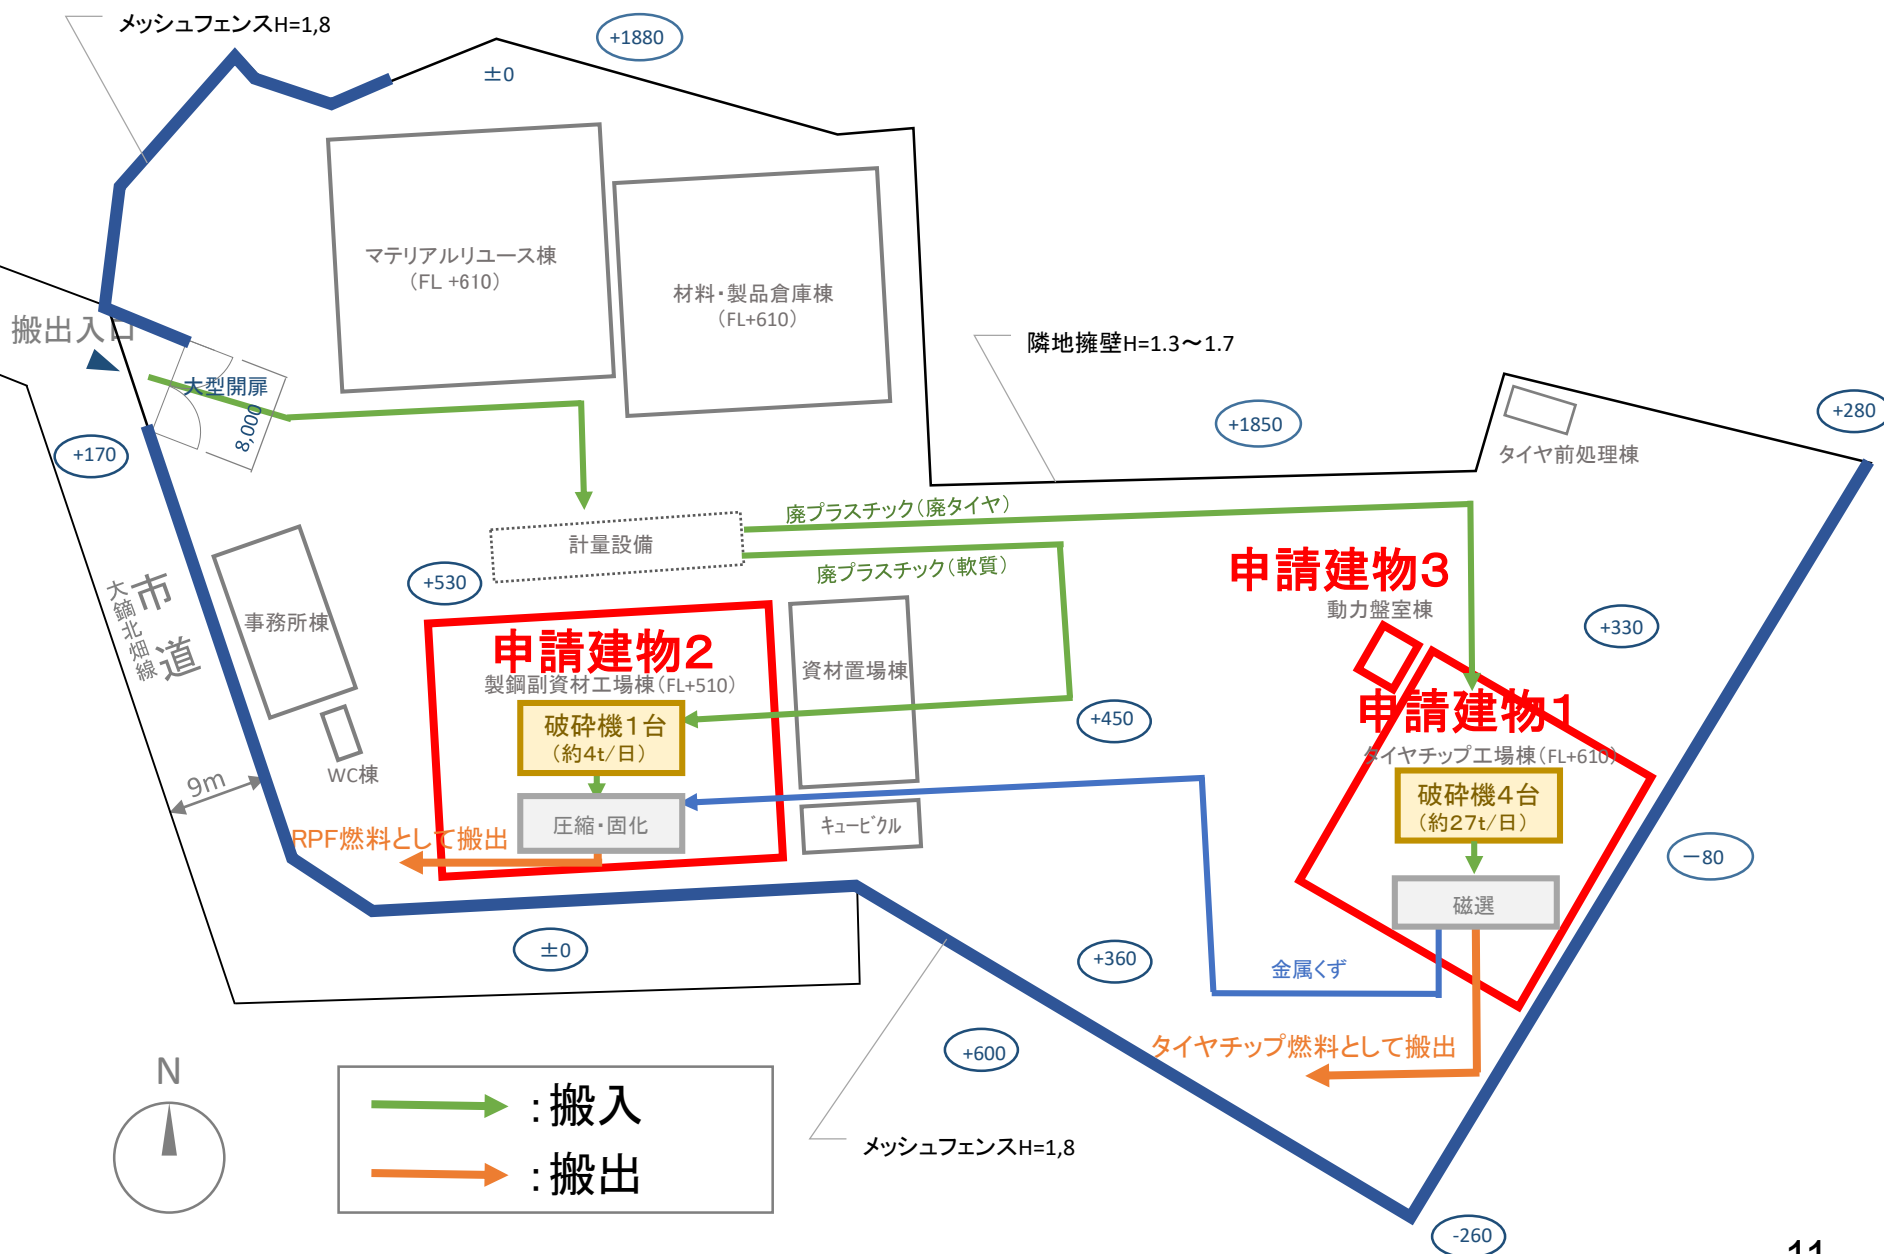 メッシュフェンスH=1,8
+1880
±0
マテリアルリユース棟
（FL +610）
材料・製品倉庫棟
（FL+610）
搬出入口
大型開扉
8,000
隣地擁壁H=1.3～1.7
+1850
+280
タイヤ前処理棟
+170
廃プラスチック（廃タイヤ）
計量設備
廃プラスチック（軟質）
+530
申請建物3
動力盤室棟
+330
市道
大鏑北畑線
事務所棟
申請建物2
製鋼副資材工場棟（FL+510）
資材置場棟
破砕機１台
（約4t/日）
+450
申請建物1
タイヤチップ工場棟（FL+610）
破砕機４台
（約27t/日）
WC棟
9m
圧縮・固化
キュービクル
RPF燃料として搬出
－80
磁選
±0
+360
金属くず
+600
タイヤチップ燃料として搬出
N
：搬入
：搬出
メッシュフェンスH=1,8
-260
11